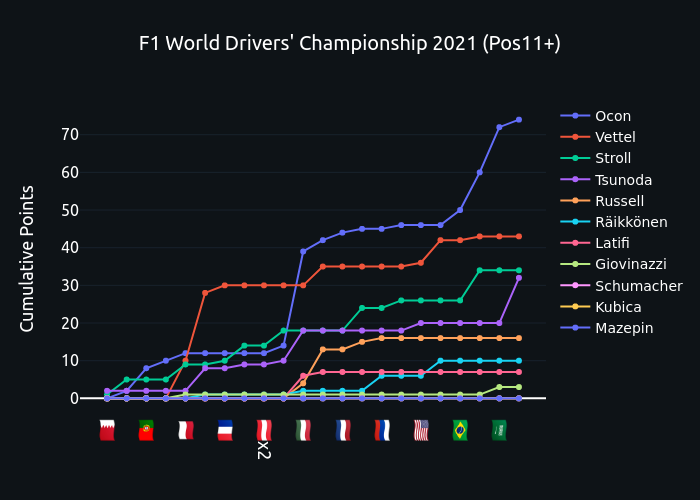 F1 World Drivers' Championship 2021 (Pos11+)
Cumulative Points
70
60
50
40
30
20
10
0
x2
Ocon
Vettel
Stroll
Tsunoda
Russell
Räikkönen
Latifi
Giovinazzi
Schumacher
Kubica
Mazepin